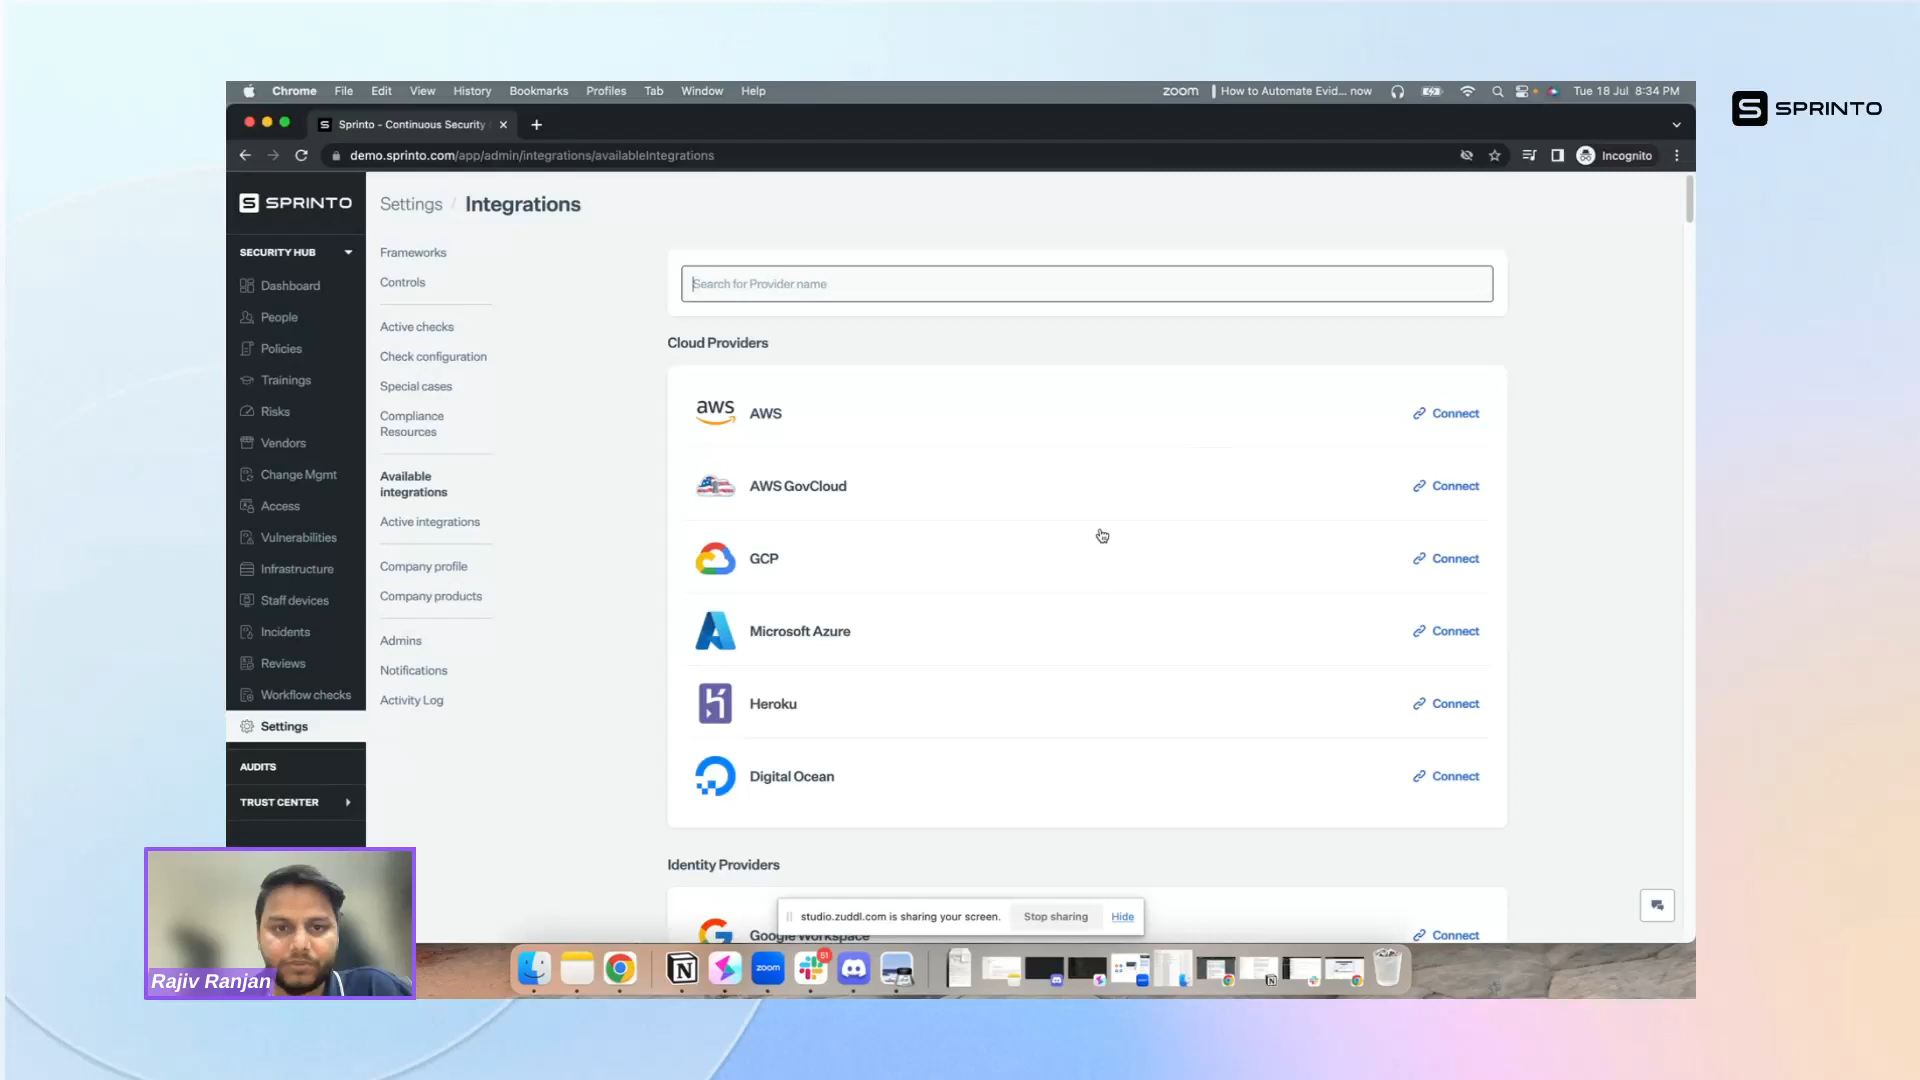 Chrome File Edit View History Bookmarks Profiles Tab Window Help
zoom How to Automate Evid... now Tue 18 Jul 8:34 PM
SPRINTO
Sprinto - Continuous Security
demo.sprinto.com/app/admin/integrations/availableIntegrations
Incognito
SPRINTO
SECURITY HUB
Dashboard
People
Policies
Trainings
Risks
Vendors
Change Mgmt
Access
Vulnerabilities
Infrastructure
Staff devices
Incidents
Reviews
Workflow checks
Settings
AUDITS
TRUST CENTER
Settings / Integrations
Frameworks
Controls
Active checks
Check configuration
Special cases
Compliance
Resources
Available
integrations
Active integrations
Company profile
Company products
Admins
Notifications
Activity Log
Search for Provider name
Cloud Providers
aws AWS Connect
AWS GovCloud Connect
GCP Connect
Microsoft Azure Connect
Heroku Connect
Digital Ocean Connect
Identity Providers
Google Workspace Connect
studio.zuddl.com is sharing your screen. Stop sharing Hide
zoom
51
Rajiv Ranjan